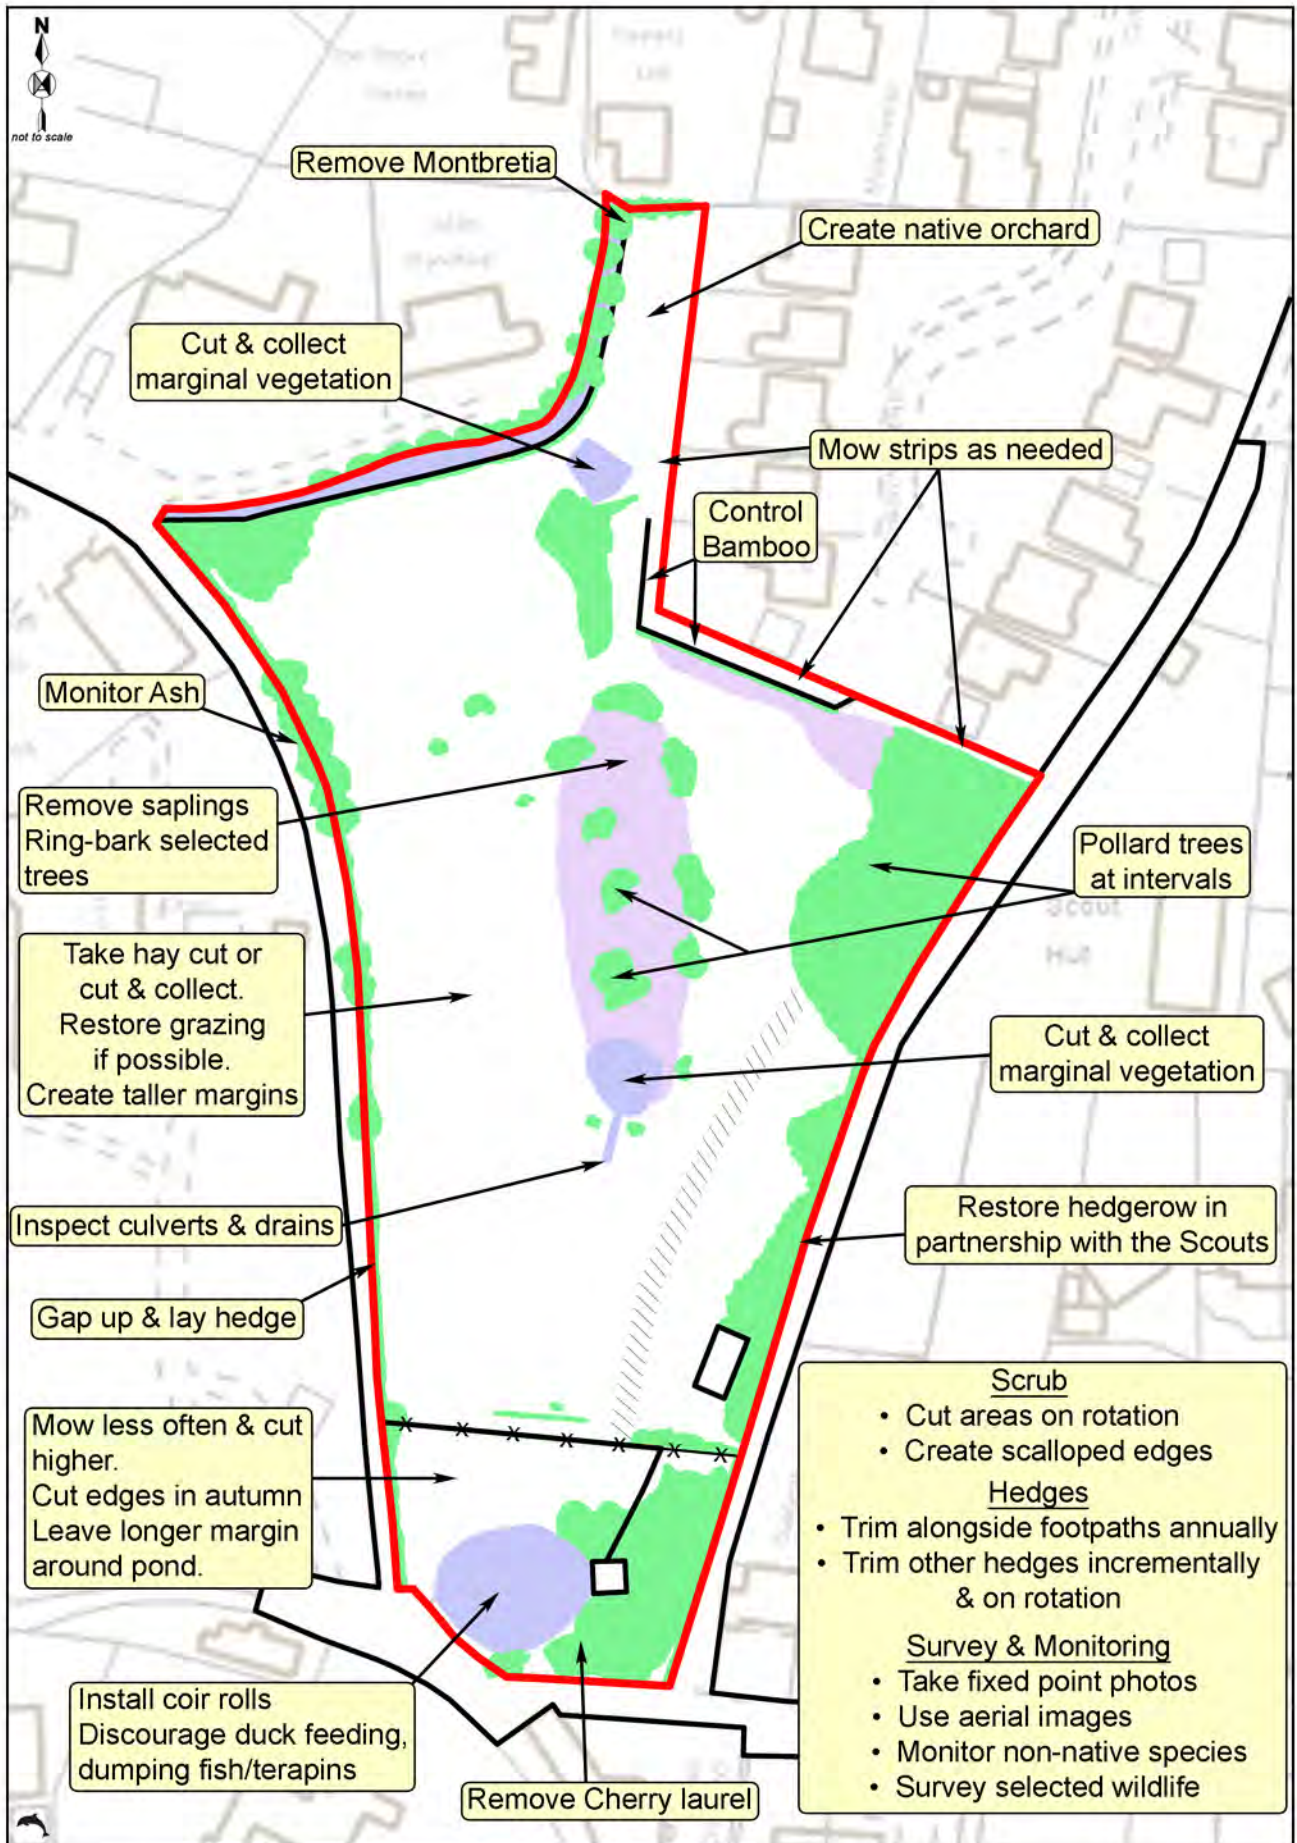 N
not to scale
Remove Montbretia
Create native orchard
Cut & collect
marginal vegetation
Mow strips as needed
Control
Bamboo
Monitor Ash
Remove saplings
Ring-bark selected
trees
Pollard trees
at intervals
Scout
Hut
Take hay cut or
cut & collect.
Restore grazing
if possible.
Create taller margins
Cut & collect
marginal vegetation
Inspect culverts & drains
Restore hedgerow in
partnership with the Scouts
Gap up & lay hedge
Mow less often & cut
higher.
Cut edges in autumn
Leave longer margin
around pond.
Install coir rolls
Discourage duck feeding,
dumping fish/terapins
Remove Cherry laurel
Scrub
• Cut areas on rotation
• Create scalloped edges
Hedges
• Trim alongside footpaths annually
• Trim other hedges incrementally
& on rotation
Survey & Monitoring
• Take fixed point photos
• Use aerial images
• Monitor non-native species
• Survey selected wildlife